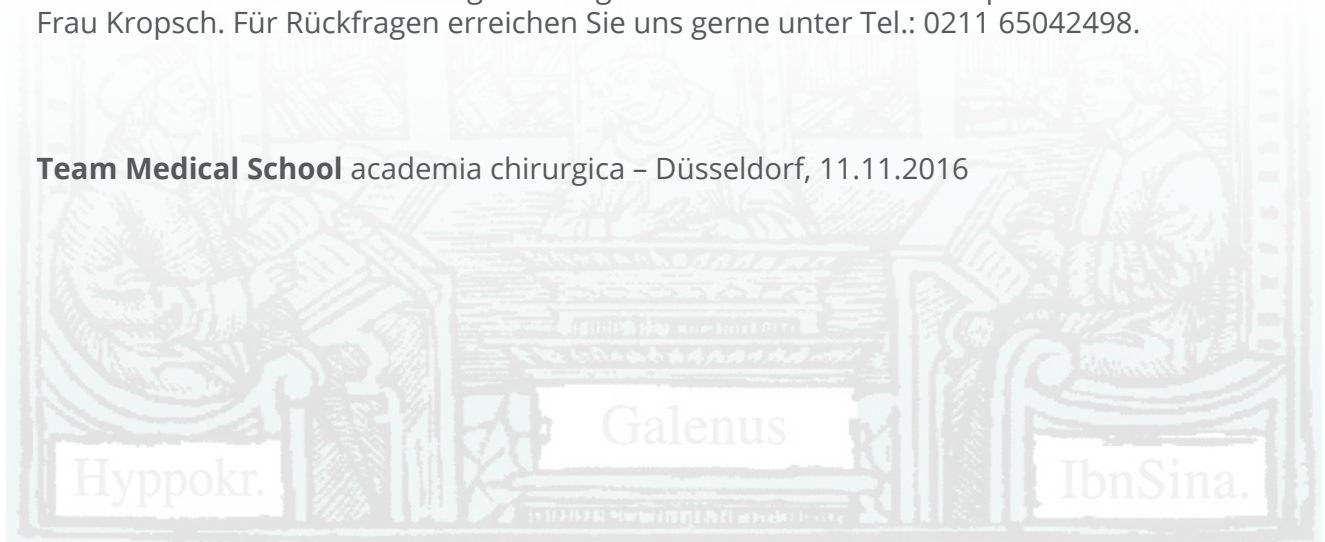 Frau Kropsch. Für Rückfragen erreichen Sie uns gerne unter Tel.: 0211 65042498.
Team Medical School academia chirurgica – Düsseldorf, 11.11.2016
Galenus
Hyppokr.
IbnSina.